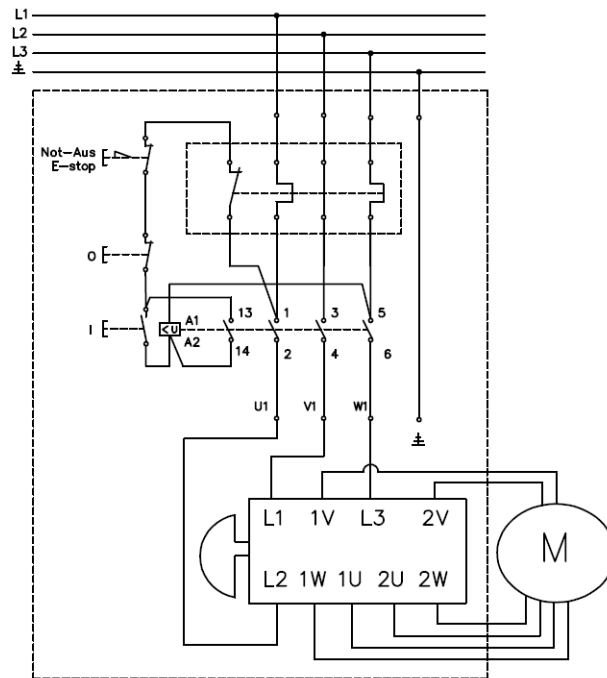 L1
L2
L3
Not-Aus
E-stop
O
I
<U
A1
A2
13
14
1
2
3
4
5
6
U1
V1
W1
L1 1V L3 2V
L2 1W 1U 2U 2W
M